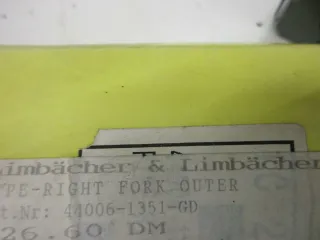 imbächer & Limbächer
PE-RIGHT FORK OUTER
t.Nr: 44006-1351-GD
26.60 DM